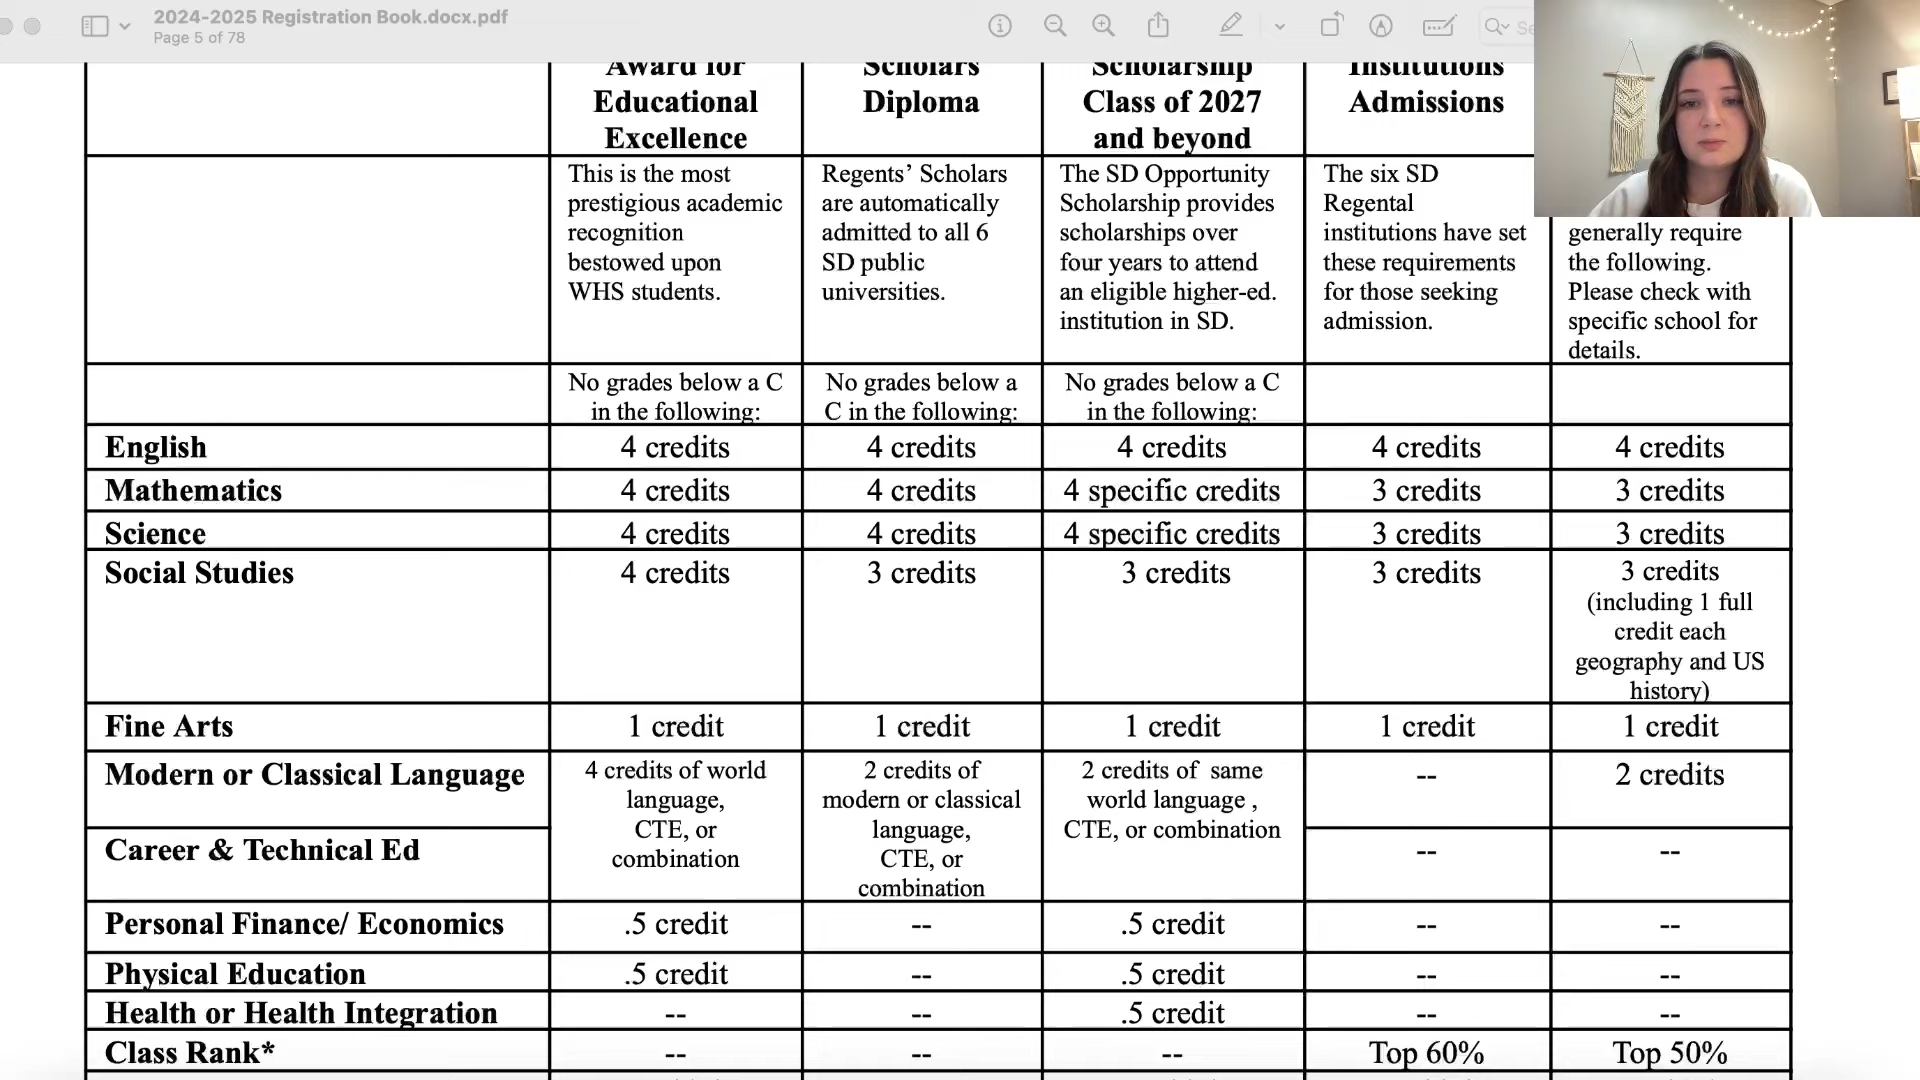 2024-2025 Registration Book.docx.pdf
Page 5 of 78
Se
Award for
Educational
Excellence
Scholars
Diploma
Scholarship
Class of 2027
and beyond
Institutions
Admissions
This is the most
prestigious academic
recognition
bestowed upon
WHS students.
Regents’ Scholars
are automatically
admitted to all 6
SD public
universities.
The SD Opportunity
Scholarship provides
scholarships over
four years to attend
an eligible higher-ed.
institution in SD.
The six SD
Regental
institutions have set
these requirements
for those seeking
admission.
generally require
the following.
Please check with
specific school for
details.
No grades below a C
in the following:
No grades below a
C in the following:
No grades below a C
in the following:
English
4 credits
4 credits
4 credits
4 credits
4 credits
Mathematics
4 credits
4 credits
4 specific credits
3 credits
3 credits
Science
4 credits
4 credits
4 specific credits
3 credits
3 credits
Social Studies
4 credits
3 credits
3 credits
3 credits
3 credits
(including 1 full
credit each
geography and US
history)
Fine Arts
1 credit
1 credit
1 credit
1 credit
1 credit
Modern or Classical Language
4 credits of world
language,
CTE, or
combination
2 credits of
modern or classical
language,
CTE, or
combination
2 credits of  same
world language ,
CTE, or combination
--
2 credits
Career & Technical Ed
--
--
Personal Finance/ Economics
.5 credit
--
.5 credit
--
--
Physical Education
.5 credit
--
.5 credit
--
--
Health or Health Integration
--
--
.5 credit
--
--
Class Rank*
--
--
--
Top 60%
Top 50%